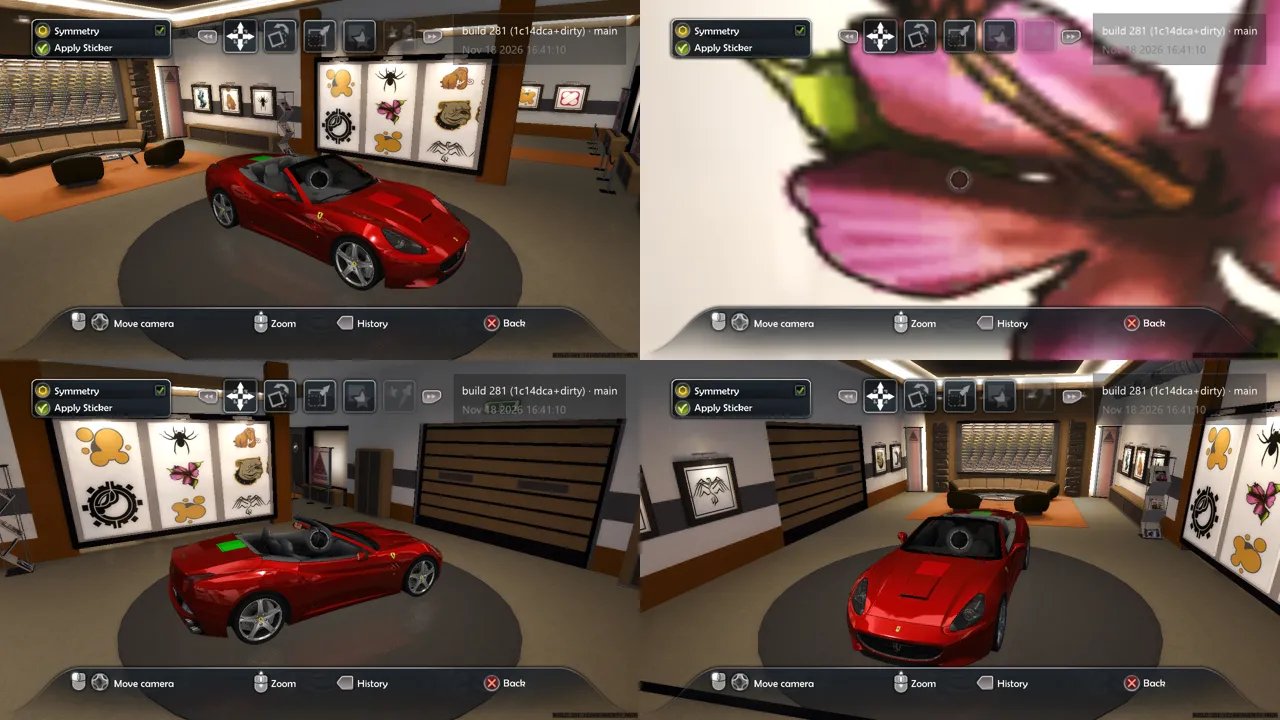 Symmetry
Apply Sticker
build 281 (1c14dca+dirty) · main
Nov 18 2026 16:41:10
Move camera
Zoom
History
Back
Symmetry
Apply Sticker
build 281 (1c14dca+dirty) · main
Nov 18 2026 16:41:10
Move camera
Zoom
History
Back
Symmetry
Apply Sticker
build 281 (1c14dca+dirty) · main
Nov 18 2026 16:41:10
Move camera
Zoom
History
Back
Symmetry
Apply Sticker
build 281 (1c14dca+dirty) · main
Nov 18 2026 16:41:10
Move camera
Zoom
History
Back